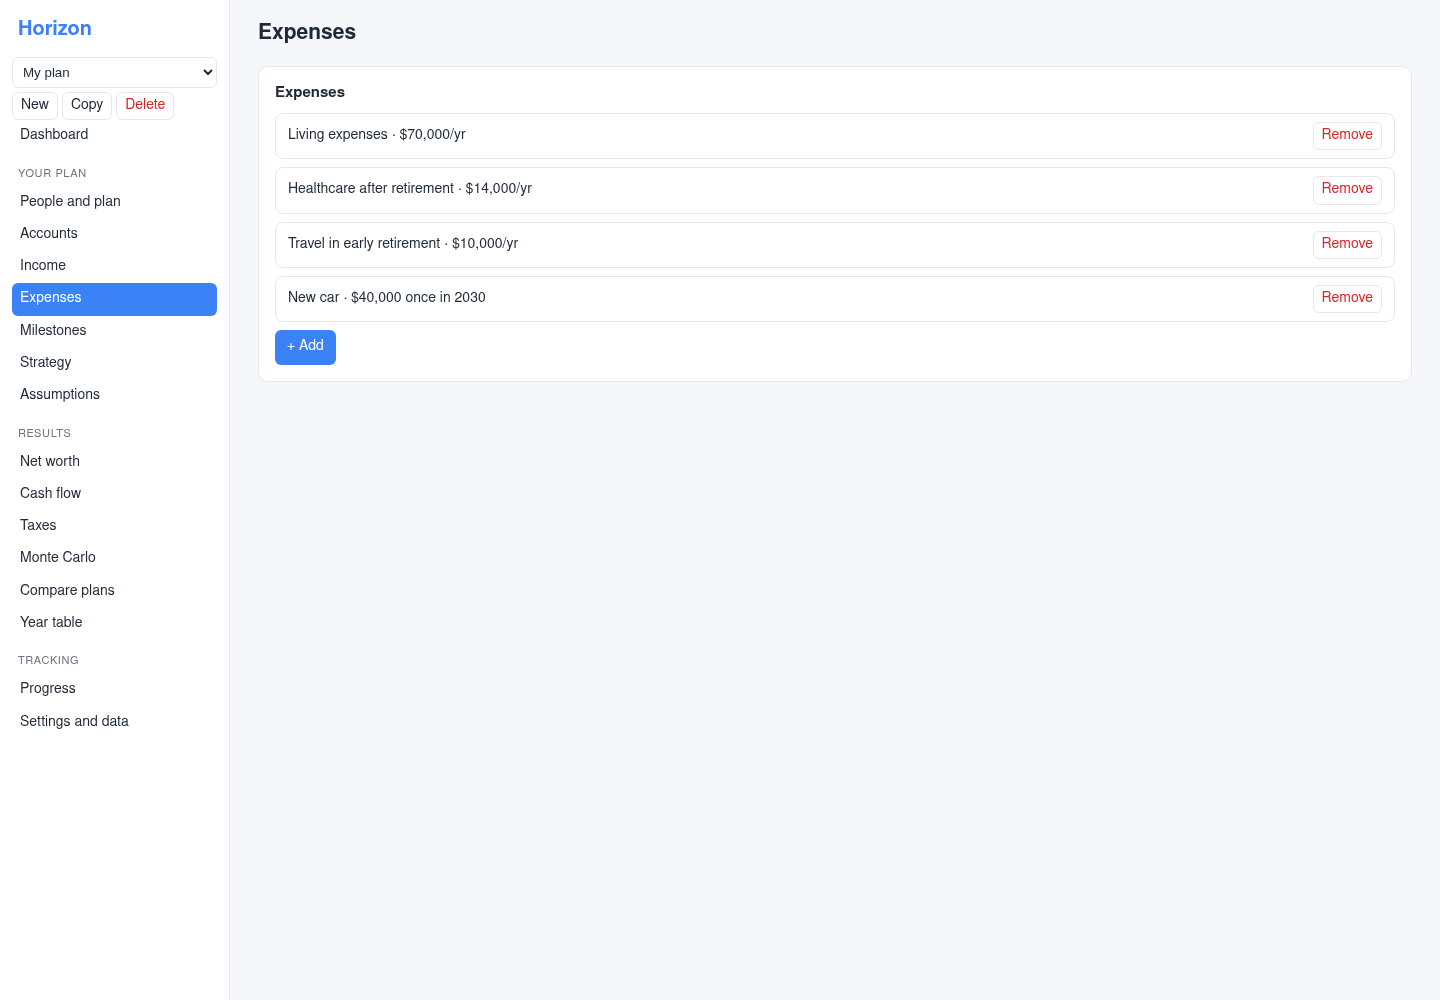 Horizon
My plan
New Copy Delete
Dashboard
YOUR PLAN
People and plan
Accounts
Income
Expenses
Milestones
Strategy
Assumptions
RESULTS
Net worth
Cash flow
Taxes
Monte Carlo
Compare plans
Year table
TRACKING
Progress
Settings and data
Expenses
Expenses
Living expenses · $70,000/yr Remove
Healthcare after retirement · $14,000/yr Remove
Travel in early retirement · $10,000/yr Remove
New car · $40,000 once in 2030 Remove
+ Add